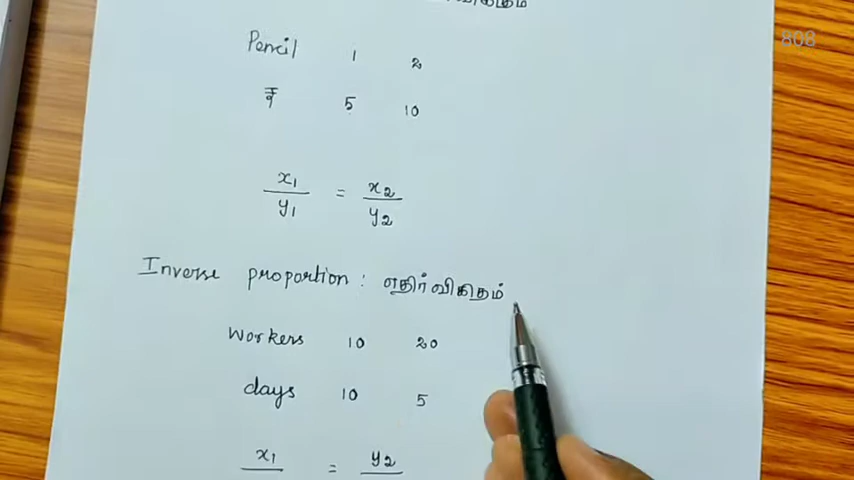 Pencil 1 2
₹ 5 10
x1 / y1 = x2 / y2
Inverse proportion : எதிர் விகிதம்
Workers 10 20
days 10 5
x1 = y2
808